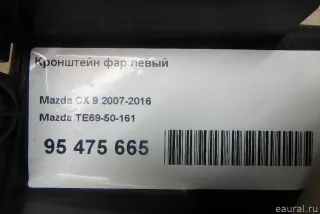 Кронштейн фар левый
Mazda CX 9 2007-2016
Mazda TE69-50-161
95 475 665
eaural.ru